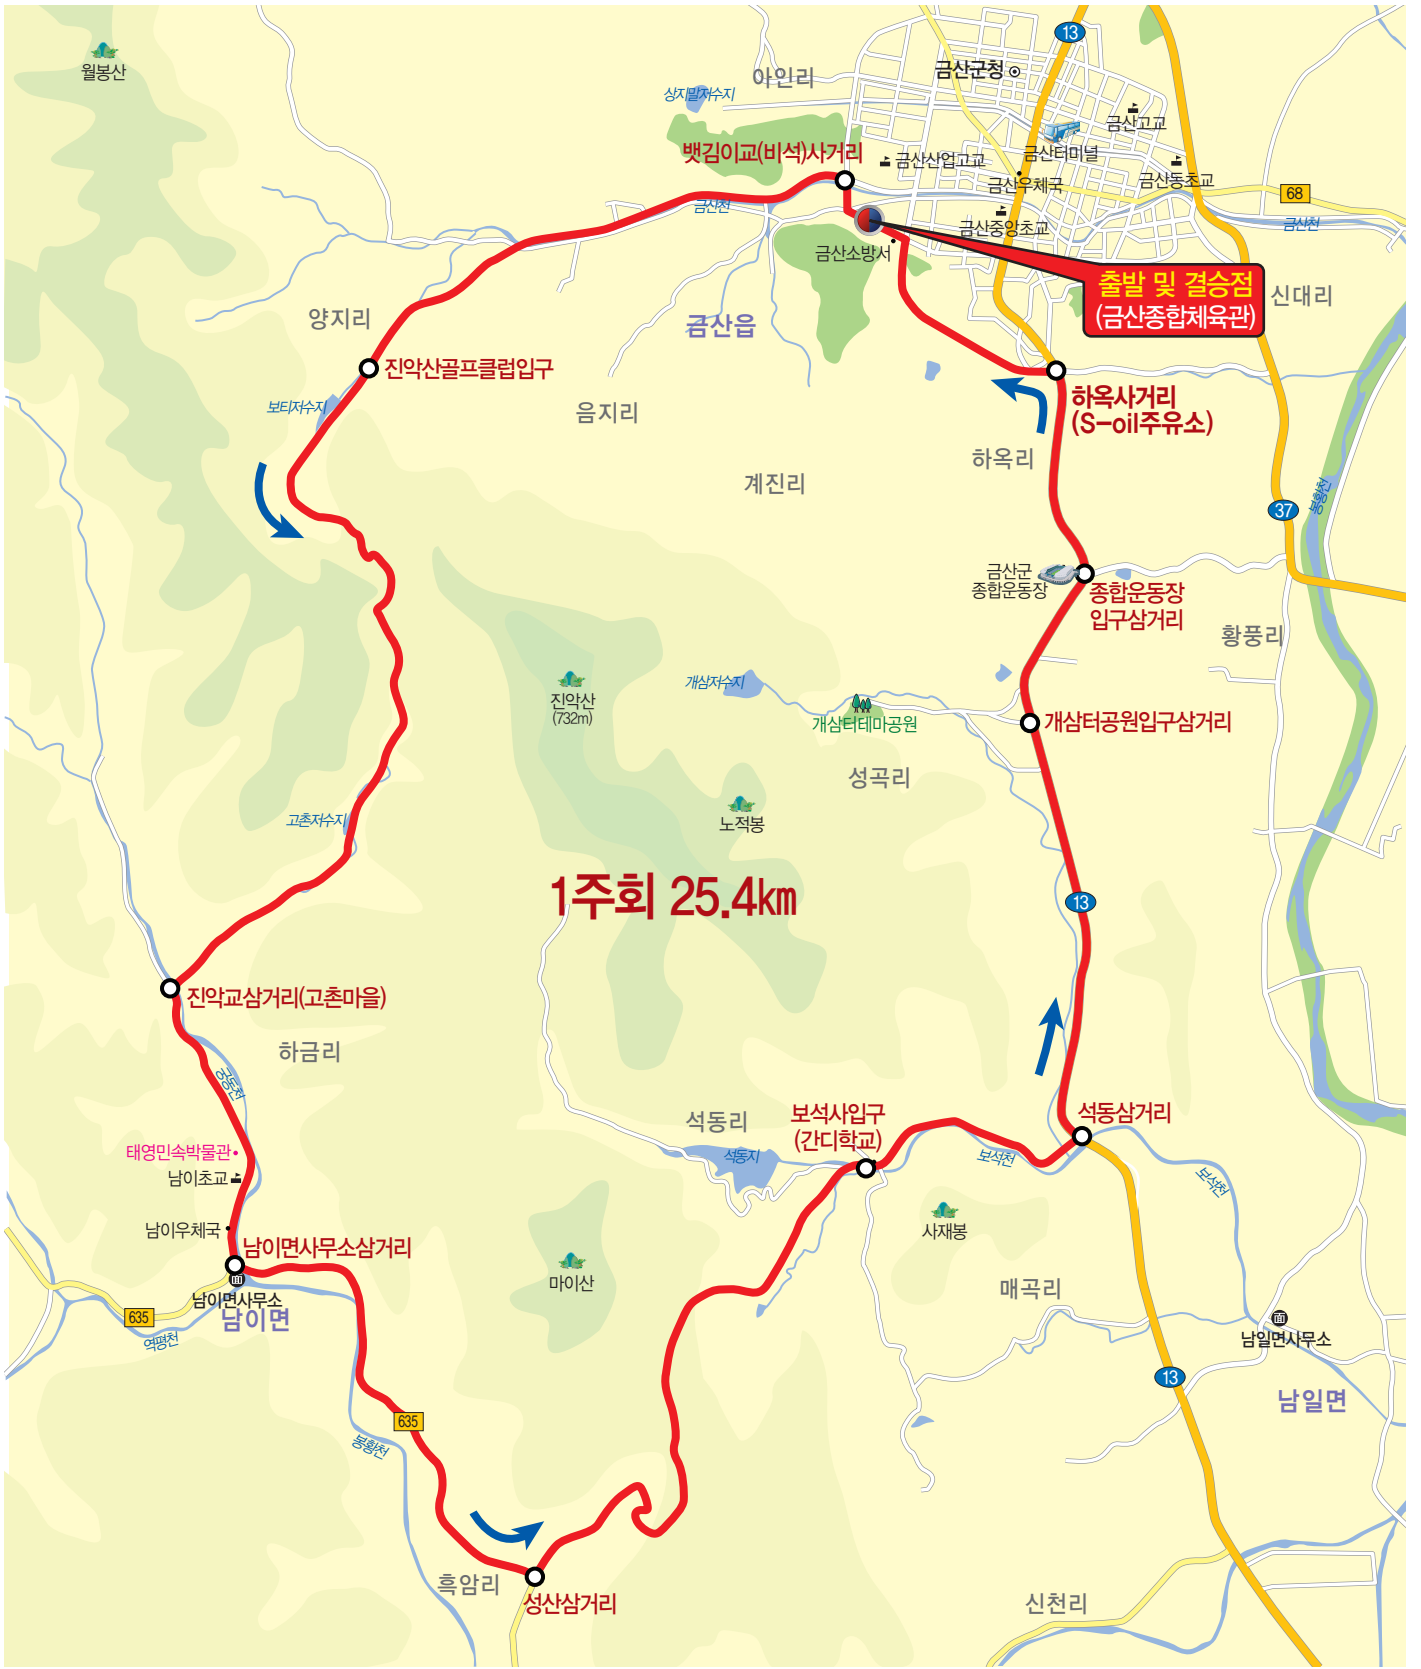 13
월봉산
아인리
금산군청
상지말저수지
금산고교
금산터미널
뱃김이교(비석)사거리
금산산업고교
금산우체국
금산동초교
68
금산천
금산중앙초교
금산천
금산소방서
출발 및 결승점
(금산종합체육관)
신대리
양지리
금산읍
진악산골프클럽입구
보티저수지
음지리
하옥사거리
(S-oil주유소)
하옥리
계진리
37
봉황천
금산군
종합운동장
종합운동장
입구삼거리
황풍리
개삼저수지
진악산
(732m)
개삼터테마공원
개삼터공원입구삼거리
성곡리
고촌저수지
노적봉
1주회 25.4km
13
진악교삼거리(고촌마을)
하금리
궁동천
석동리
보석사입구
(간디학교)
석동삼거리
태영민속박물관
남이초교
석동지
보석천
보석천
남이우체국
사재봉
남이면사무소삼거리
面
마이산
매곡리
남이면사무소
남이면
635
역평천
面
남일면사무소
13
남일면
635
봉황천
흑암리
성산삼거리
신천리